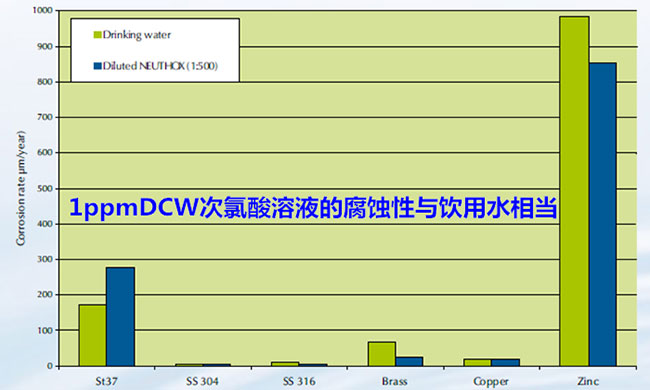 1000
900
800
700
600
500
400
300
200
100
0
Corrosion rate µm/year)
Drinking water
Diluted NEUTHOX (1:500)
1ppmDCW次氯酸溶液的腐蚀性与饮用水相当
St37 SS 304 SS 316 Brass Copper Zinc